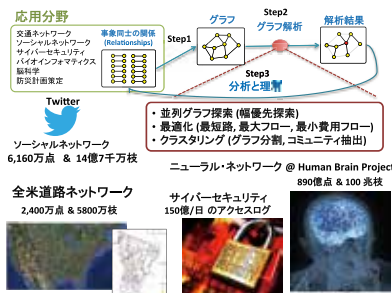 応用分野
交通ネットワーク
ソーシャルネットワーク
サイバーセキュリティ
バイオインフォマティクス
脳科学
防災計画策定
事象同士の関係
(Relationships)
Step1
グラフ
Step2
グラフ解析
解析結果
Step3
分析と理解
Twitter
ソーシャルネットワーク
6,160万点 & 14億7千万枝
• 並列グラフ探索 (幅優先探索)
• 最適化 (最短路, 最大フロー, 最小費用フロー)
• クラスタリング (グラフ分割, コミュニティ抽出)
ニューラル・ネットワーク @ Human Brain Project
890億点 & 100 兆枝
全米道路ネットワーク
2,400万点 & 5800万枝
サイバーセキュリティ
150億/日 のアクセスログ